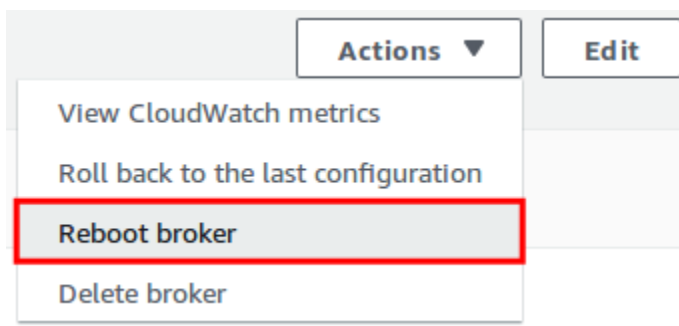 Actions ▼ Edit
View CloudWatch metrics
Roll back to the last configuration
Reboot broker
Delete broker